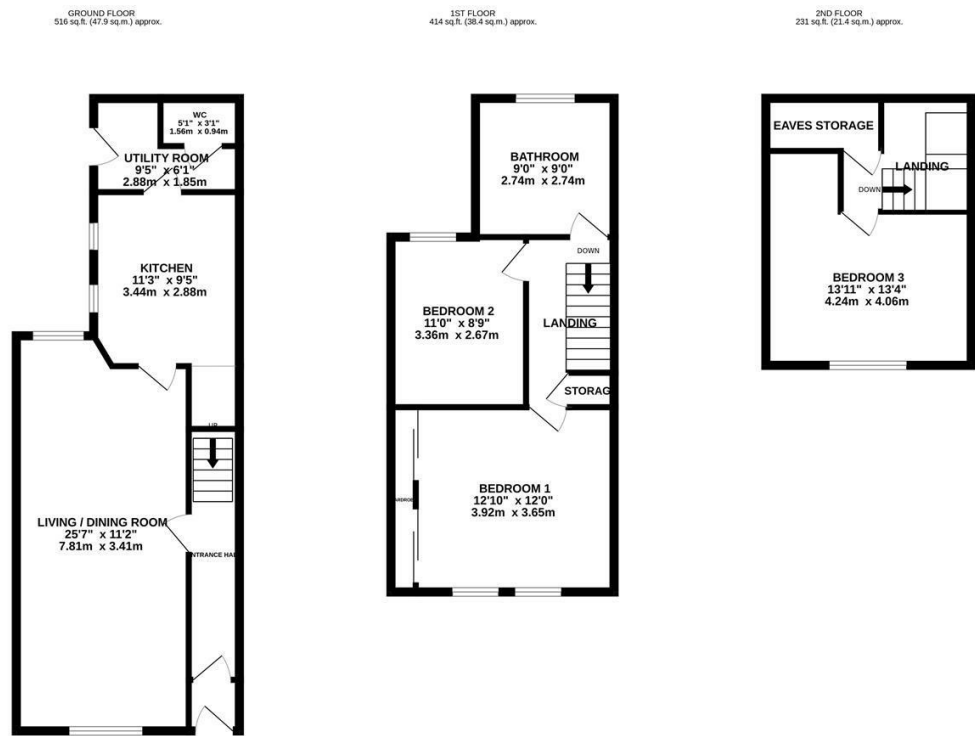 GROUND FLOOR
516 sq.ft. (47.9 sq.m.) approx.
WC
5'1" x 3'1"
1.56m x 0.94m
UTILITY ROOM
9'5" x 6'1"
2.88m x 1.85m
KITCHEN
11'3" x 9'5"
3.44m x 2.88m
UP
LIVING / DINING ROOM
25'7" x 11'2"
7.81m x 3.41m
NTRANCE HAL
1ST FLOOR
414 sq.ft. (38.4 sq.m.) approx.
BATHROOM
9'0" x 9'0"
2.74m x 2.74m
DOWN
BEDROOM 2
11'0" x 8'9"
3.36m x 2.67m
LANDING
STORAG
BEDROOM 1
12'10" x 12'0"
3.92m x 3.65m
ARDROBE
2ND FLOOR
231 sq.ft. (21.4 sq.m.) approx.
EAVES STORAGE
LANDING
DOWN
BEDROOM 3
13'11" x 13'4"
4.24m x 4.06m